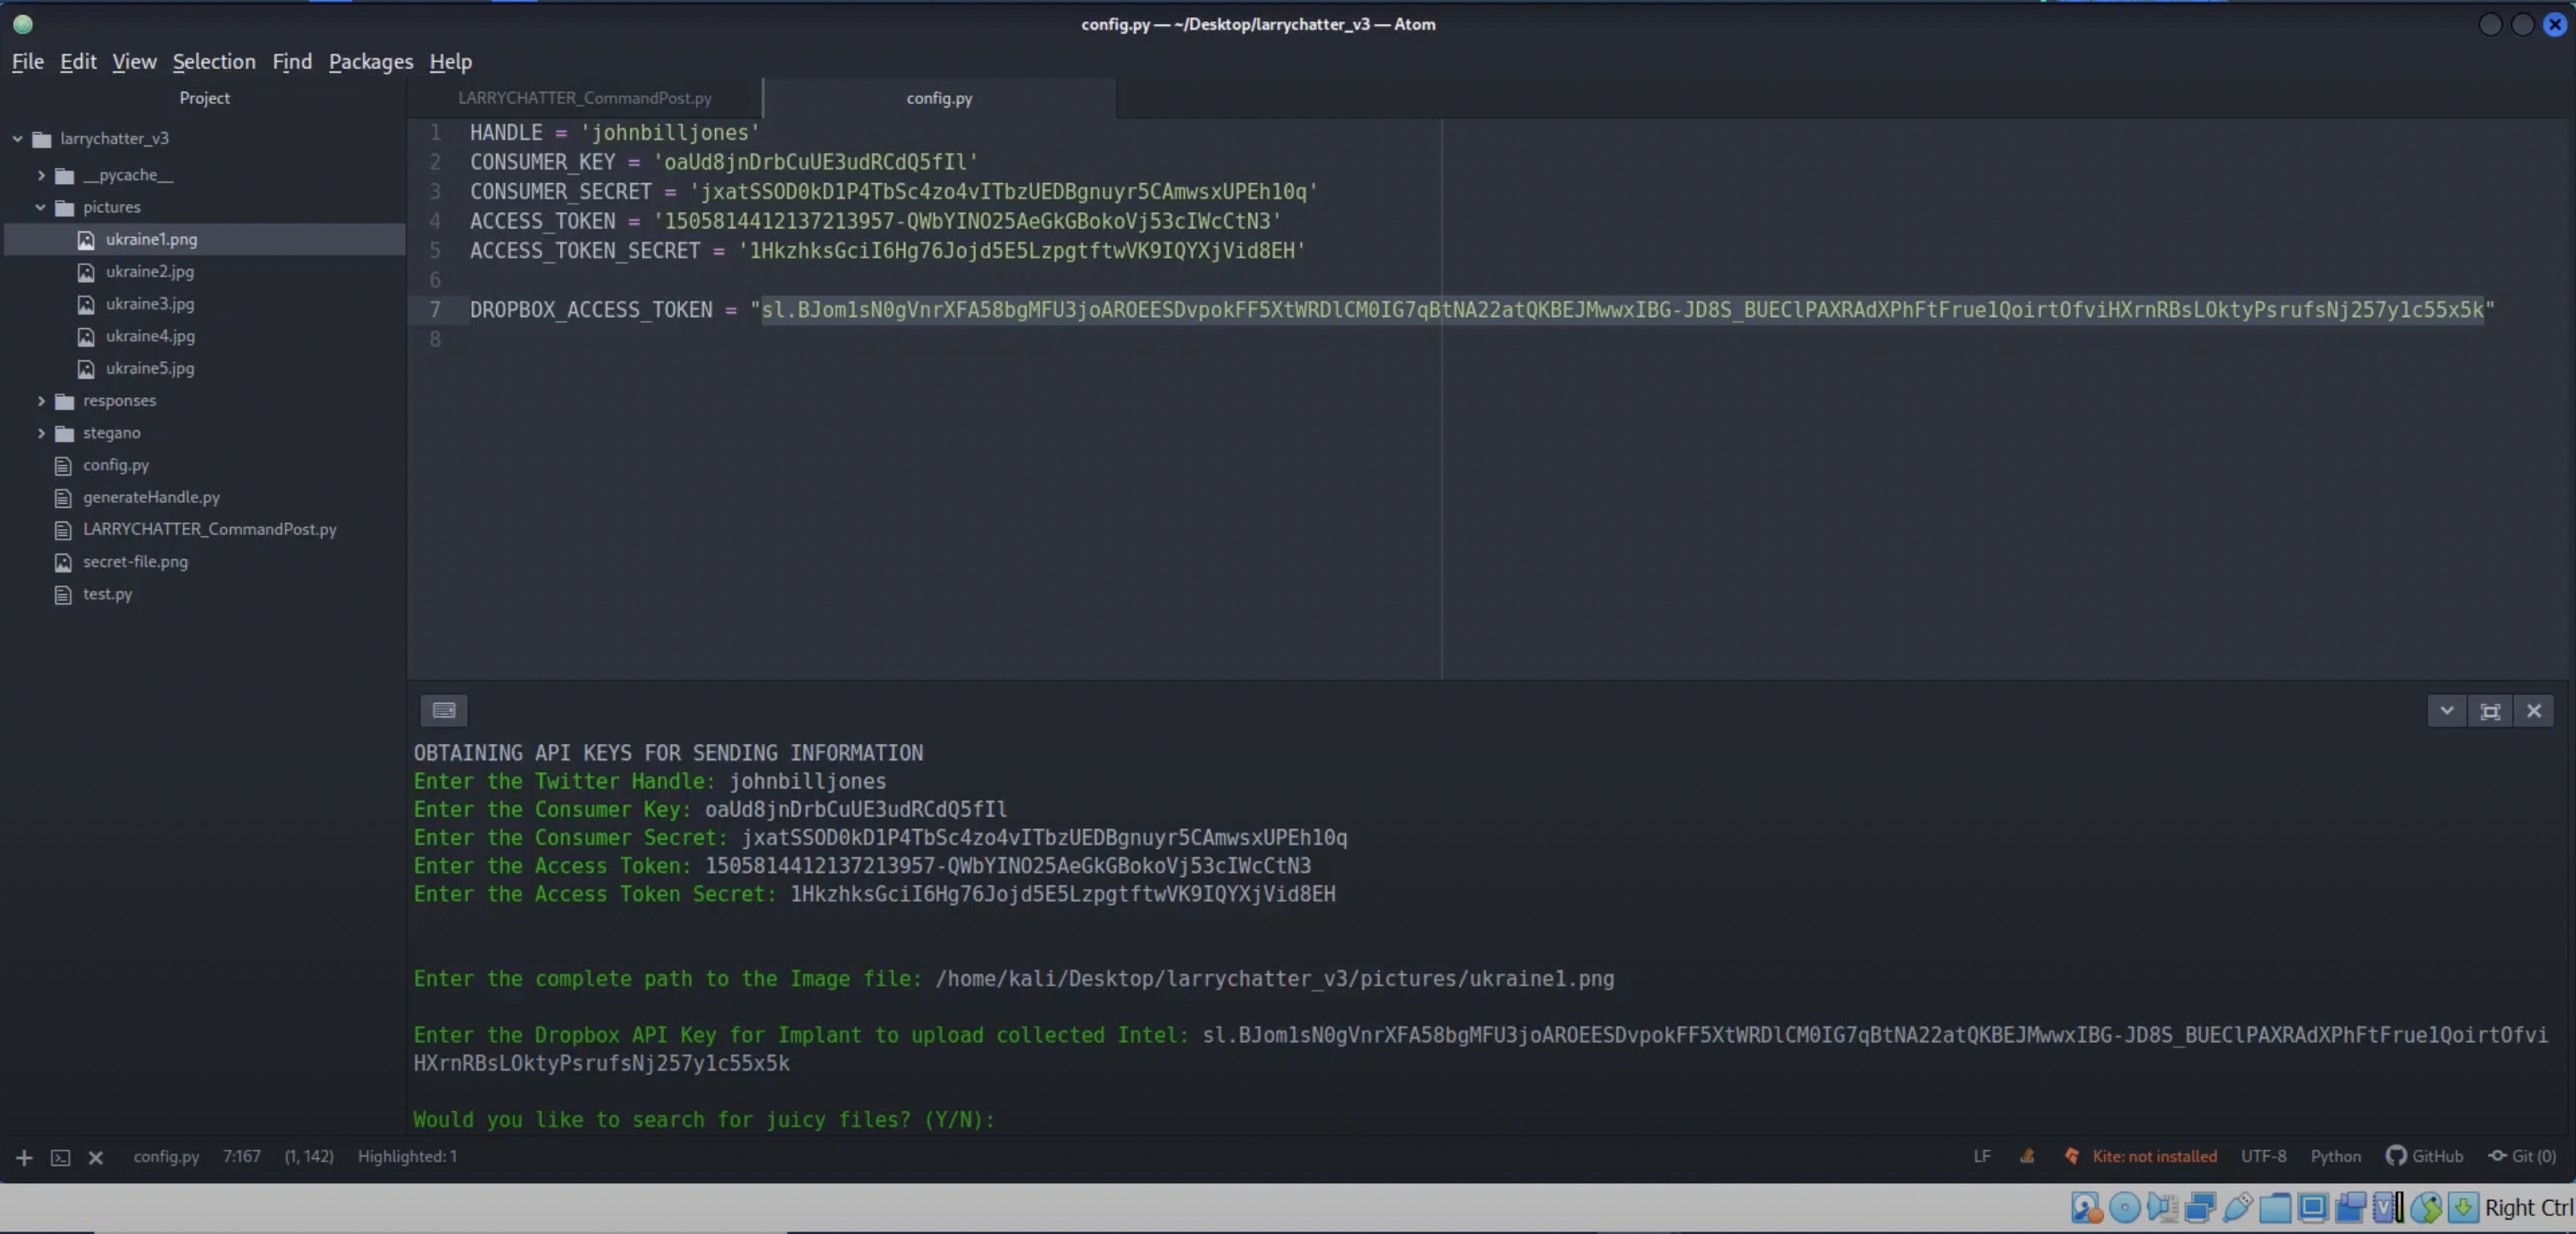 config.py — ~/Desktop/larrychatter_v3 — Atom
File Edit View Selection Find Packages Help
Project
larrychatter_v3
__pycache__
pictures
ukraine1.png
ukraine2.jpg
ukraine3.jpg
ukraine4.jpg
ukraine5.jpg
responses
stegano
config.py
generateHandle.py
LARRYCHATTER_CommandPost.py
secret-file.png
test.py
LARRYCHATTER_CommandPost.py config.py
1 HANDLE = 'johnbilljones'
2 CONSUMER_KEY = 'oaUd8jnDrbCuUE3udRCdQ5fIl'
3 CONSUMER_SECRET = 'jxatSSOD0kD1P4TbSc4zo4vITbzUEDBgnuyr5CAmwsxUPEh10q'
4 ACCESS_TOKEN = '1505814412137213957-QWbYINO25AeGkGBokoVj53cIWcCtN3'
5 ACCESS_TOKEN_SECRET = '1HkzhksGciI6Hg76Jojd5E5LzpgtftwVK9IQYXjVid8EH'
6
7 DROPBOX_ACCESS_TOKEN = "sl.BJom1sN0gVnrXFA58bgMFU3joAROEESDvpokFF5XtWRDlCM0IG7qBtNA22atQKBEJMwwxIBG-JD8S_BUEClPAXRAdXPhFtFrue1QoirtOfviHXrnRBsLOktyPsrufsNj257y1c55x5k"
8
OBTAINING API KEYS FOR SENDING INFORMATION
Enter the Twitter Handle: johnbilljones
Enter the Consumer Key: oaUd8jnDrbCuUE3udRCdQ5fIl
Enter the Consumer Secret: jxatSSOD0kD1P4TbSc4zo4vITbzUEDBgnuyr5CAmwsxUPEh10q
Enter the Access Token: 1505814412137213957-QWbYINO25AeGkGBokoVj53cIWcCtN3
Enter the Access Token Secret: 1HkzhksGciI6Hg76Jojd5E5LzpgtftwVK9IQYXjVid8EH
Enter the complete path to the Image file: /home/kali/Desktop/larrychatter_v3/pictures/ukraine1.png
Enter the Dropbox API Key for Implant to upload collected Intel: sl.BJom1sN0gVnrXFA58bgMFU3joAROEESDvpokFF5XtWRDlCM0IG7qBtNA22atQKBEJMwwxIBG-JD8S_BUEClPAXRAdXPhFtFrue1QoirtOfvi
HXrnRBsLOktyPsrufsNj257y1c55x5k
Would you like to search for juicy files? (Y/N):
config.py 7:167 (1, 142) Highlighted: 1 LF Kite: not installed UTF-8 Python GitHub Git (0)
Right Ctrl